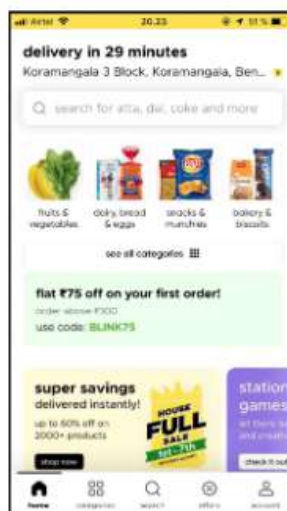 Airtel
20.23
delivery in 29 minutes
Koramangala 3 Block, Koramangala, Ben...
search for atta, dal, coke and more
fruits &
vegetables
dairy, bread
& eggs
snacks &
munchies
bakery &
biscuits
see all categories
flat ₹75 off on your first order!
order above ₹300
use code: BLINK75
super savings
delivered instantly!
up to 60% off on
2000+ products
shop now
HOUSE
FULL
SALE
1st-7th
station
games
check it out
home
categories
search
offers
account